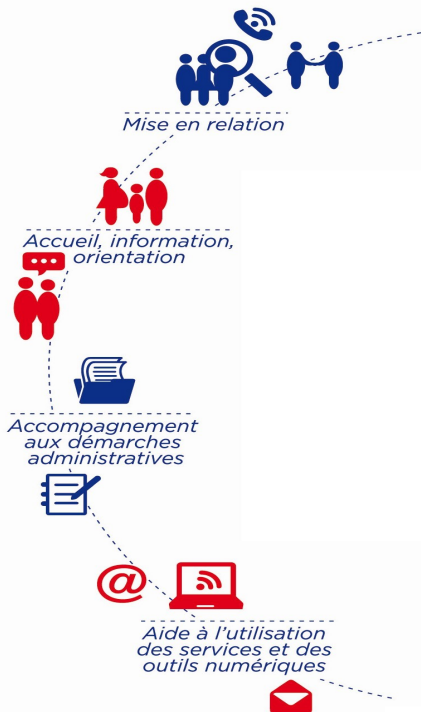 Mise en relation
Accueil, information,
orientation
Accompagnement
aux démarches
administratives
@
Aide à l'utilisation
des services et des
outils numériques